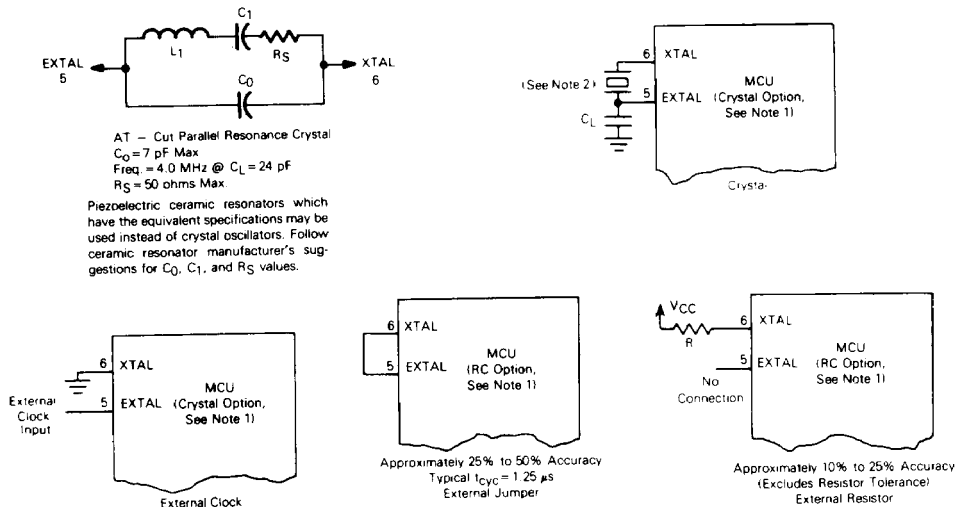 C1
L1
RS
EXTAL
5
XTAL
6
C0
AT – Cut Parallel Resonance Crystal
C0 = 7 pF Max
Freq. = 4.0 MHz @ CL = 24 pF
RS = 50 ohms Max.
Piezoelectric ceramic resonators which
have the equivalent specifications may be
used instead of crystal oscillators. Follow
ceramic resonator manufacturer's sug-
gestions for C0, C1, and RS values.
6
XTAL
(See Note 2)
5
EXTAL
CL
MCU
(Crystal Option,
See Note 1)
Crystal
6
XTAL
5
EXTAL
External
Clock
Input
MCU
(Crystal Option,
See Note 1)
External Clock
6
XTAL
5
EXTAL
MCU
(RC Option,
See Note 1)
Approximately 25% to 50% Accuracy
Typical tcyc = 1.25 μs
External Jumper
VCC
R
6
XTAL
5
EXTAL
No
Connection
MCU
(RC Option,
See Note 1)
Approximately 10% to 25% Accuracy
(Excludes Resistor Tolerance)
External Resistor